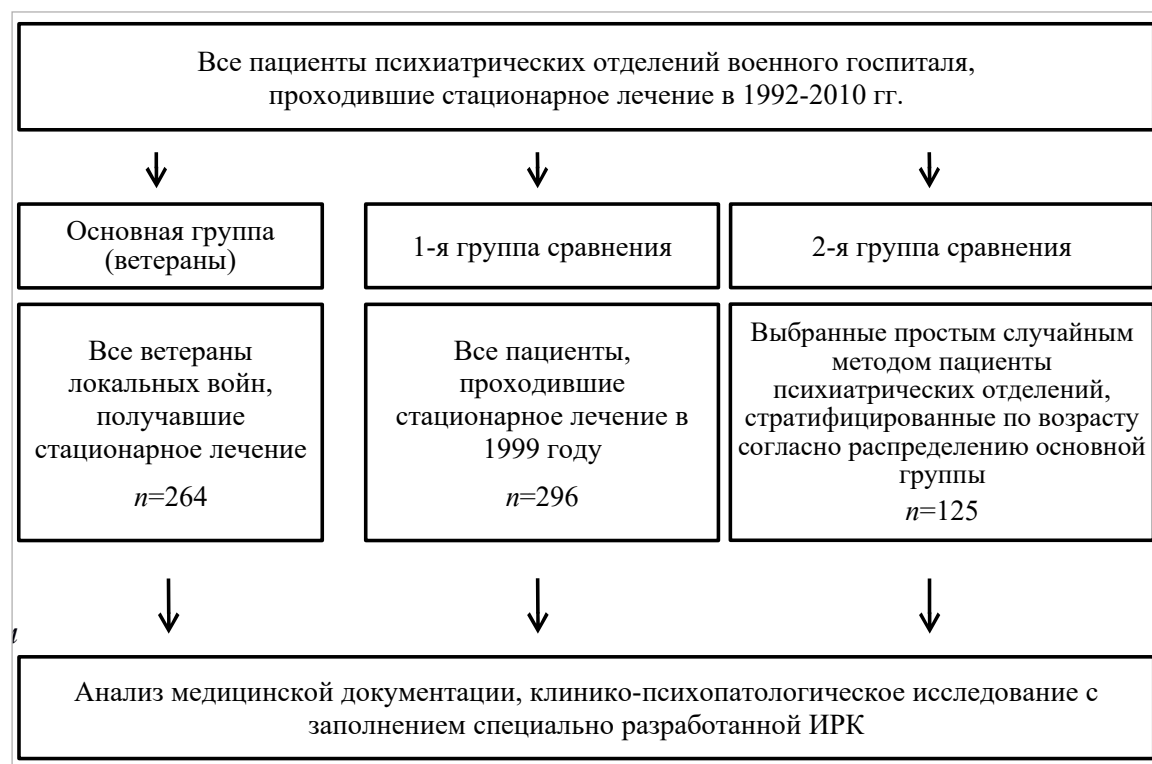 Все пациенты психиатрических отделений военного госпиталя,
проходившие стационарное лечение в 1992-2010 гг.
Основная группа
(ветераны)
1-я группа сравнения
2-я группа сравнения
Все ветераны
локальных войн,
получавшие
стационарное лечение
n=264
Все пациенты,
проходившие
стационарное лечение в
1999 году
n=296
Выбранные простым случайным
методом пациенты
психиатрических отделений,
стратифицированные по возрасту
согласно распределению основной
группы
n=125
Анализ медицинской документации, клинико-психопатологическое исследование с
заполнением специально разработанной ИРК